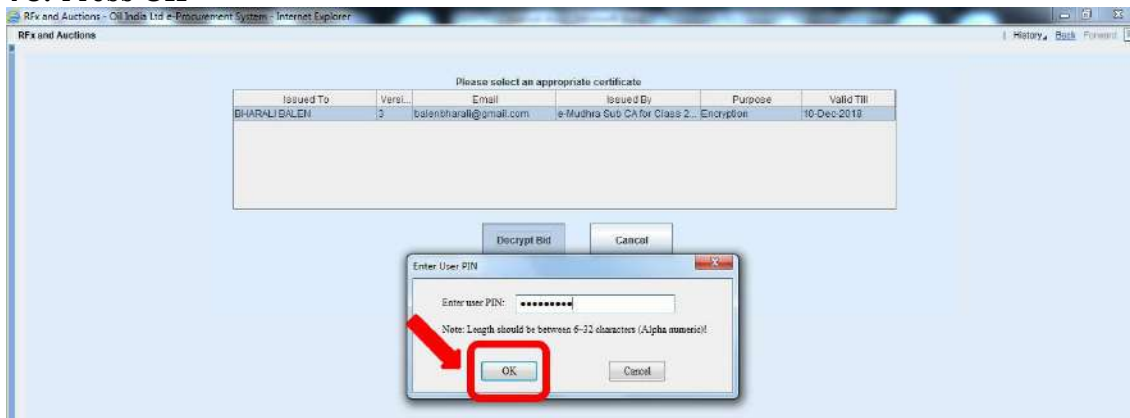 RFx and Auctions - Oil India Ltd e-Procurement System - Internet Explorer
RFx and Auctions
History Back Forward
Please select an appropriate certificate
Issued To Versi... Email Issued By Purpose Valid Till
BHARALI BALEN 3 balenbharali@gmail.com e-Mudhra Sub CA for Class 2... Encryption 10-Dec-2018
Decrypt Bid Cancel
Enter User PIN
Enter user PIN: •••••••••
Note: Length should be between 6-32 characters (Alpha numeric)!
OK Cancel